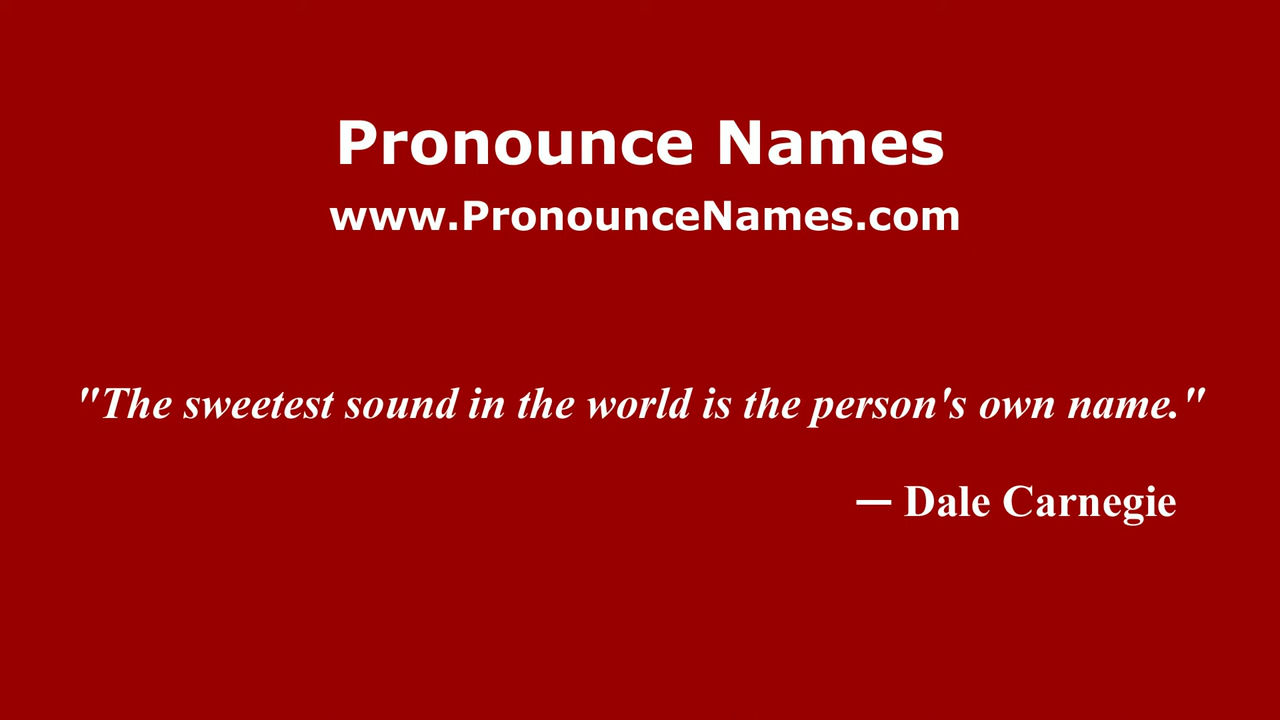 Pronounce Names
www.PronounceNames.com
"The sweetest sound in the world is the person's own name."
— Dale Carnegie